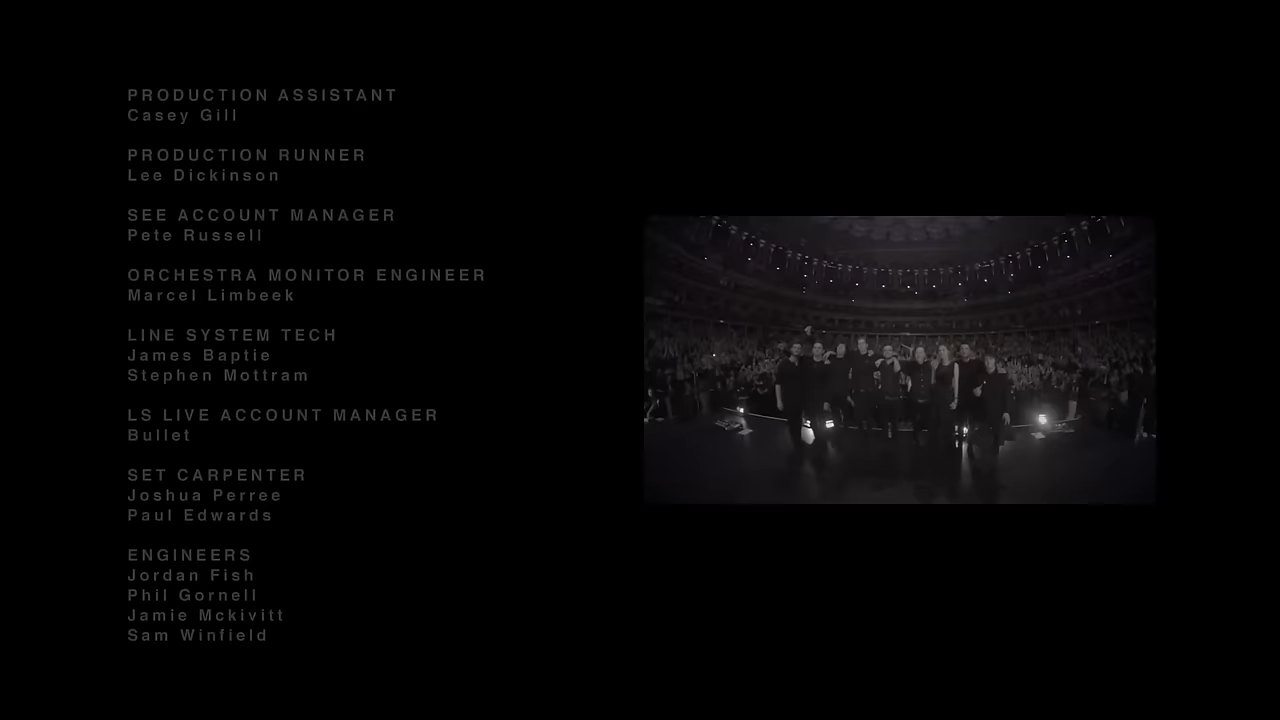 PRODUCTION ASSISTANT
Casey Gill
PRODUCTION RUNNER
Lee Dickinson
SEE ACCOUNT MANAGER
Pete Russell
ORCHESTRA MONITOR ENGINEER
Marcel Limbeek
LINE SYSTEM TECH
James Baptie
Stephen Mottram
LS LIVE ACCOUNT MANAGER
Bullet
SET CARPENTER
Joshua Perree
Paul Edwards
ENGINEERS
Jordan Fish
Phil Gornell
Jamie Mckivitt
Sam Winfield